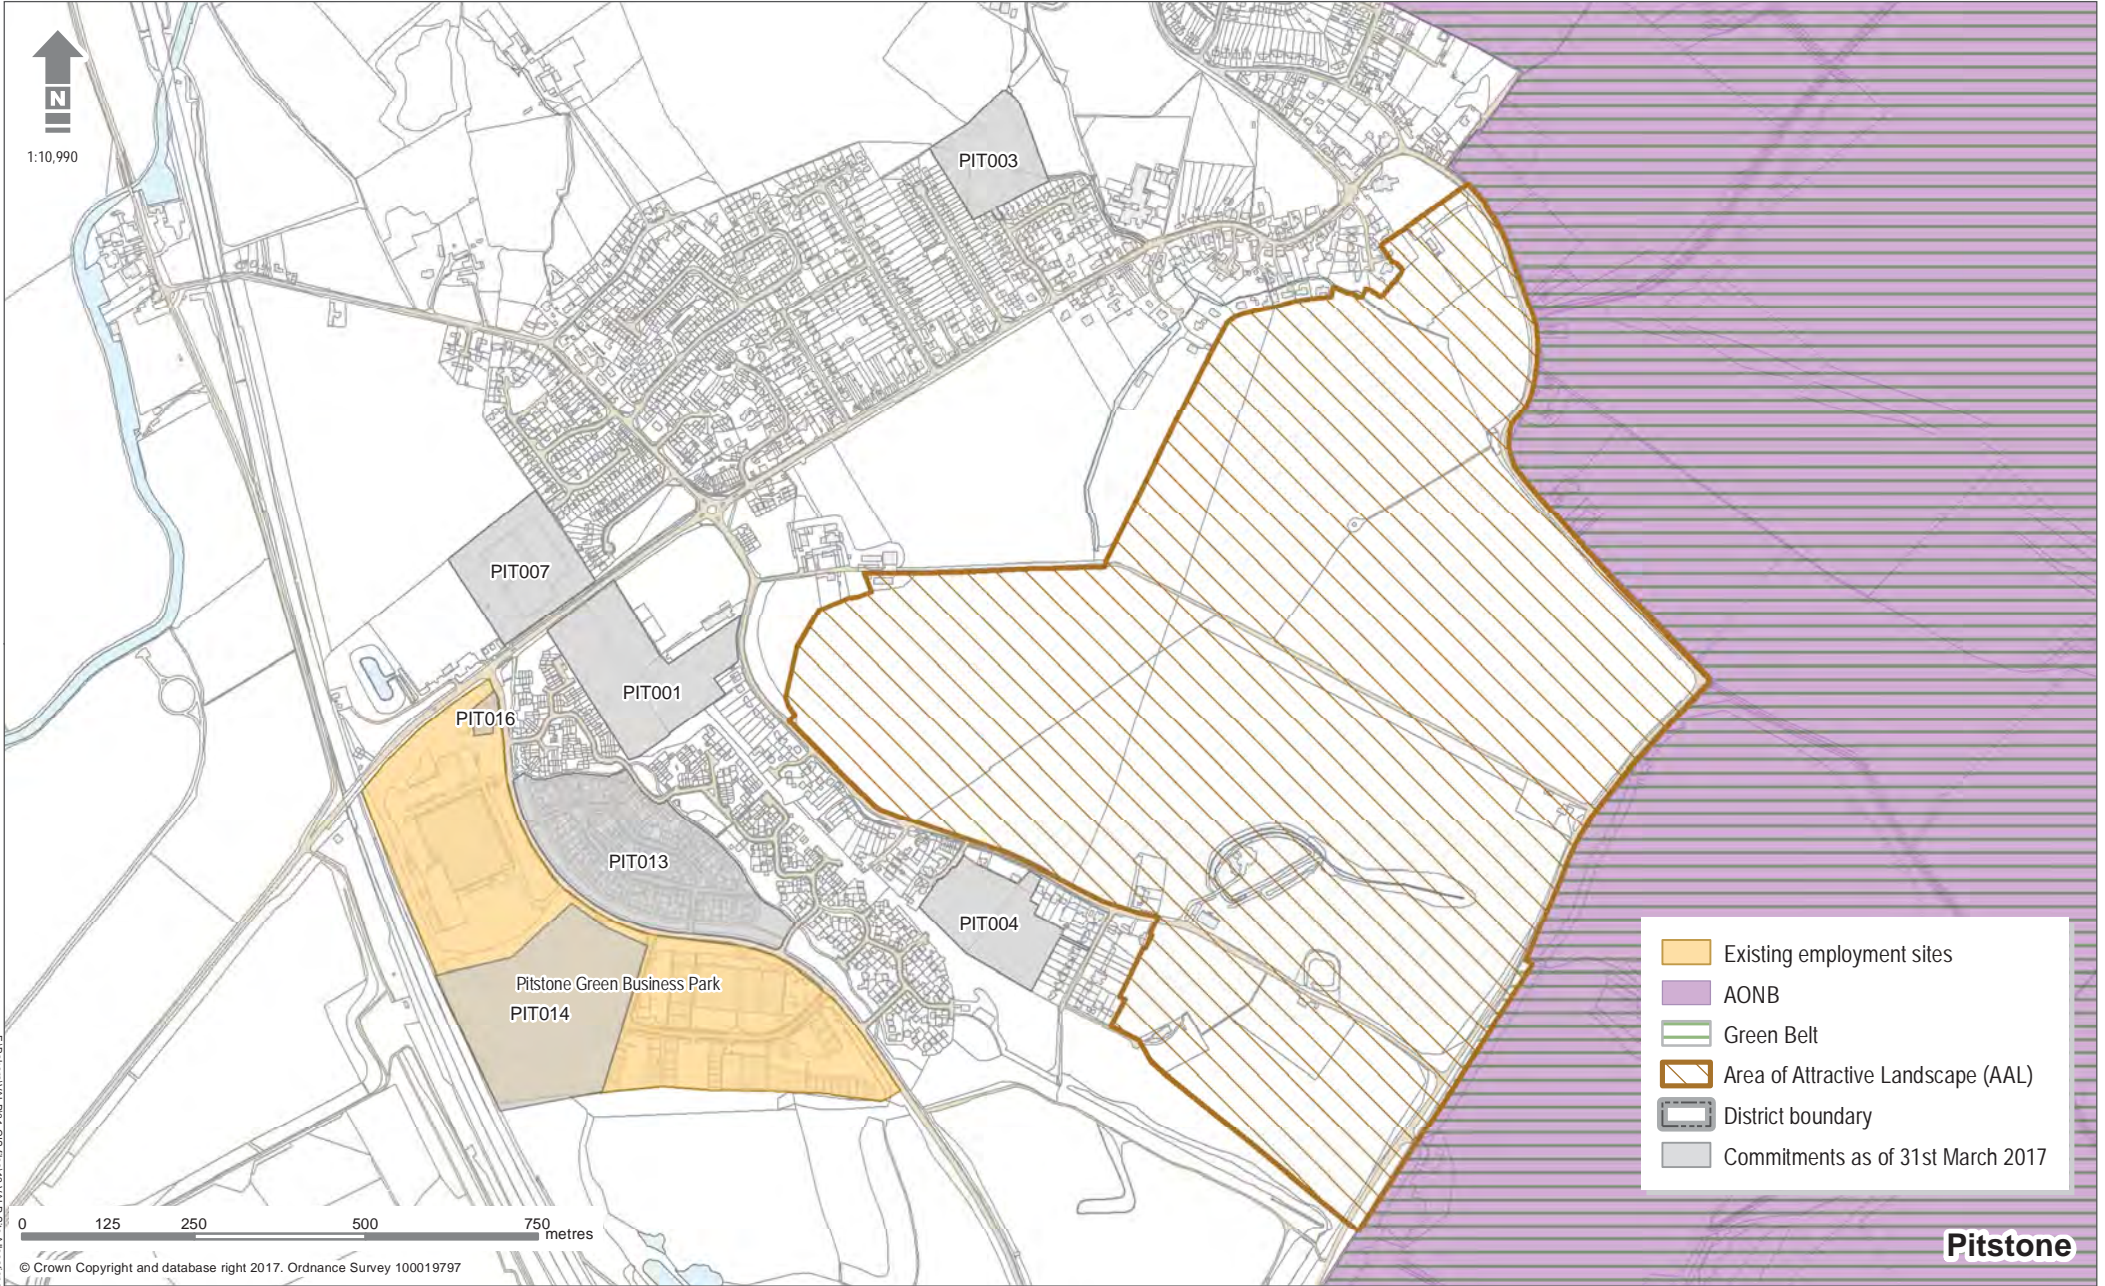 N
1:10,990
PIT003
PIT007
PIT001
PIT016
PIT013
PIT004
Pitstone Green Business Park
PIT014
Existing employment sites
AONB
Green Belt
Area of Attractive Landscape (AAL)
District boundary
Commitments as of 31st March 2017
0 125 250 500 750
metres
Pitstone
© Crown Copyright and database right 2017. Ordnance Survey 100019797